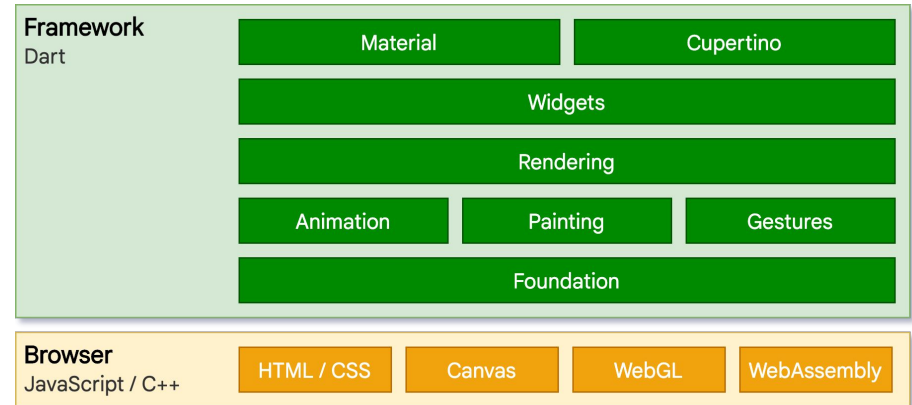 Framework
Dart
Material
Cupertino
Widgets
Rendering
Animation
Painting
Gestures
Foundation
Browser
JavaScript / C++
HTML / CSS
Canvas
WebGL
WebAssembly